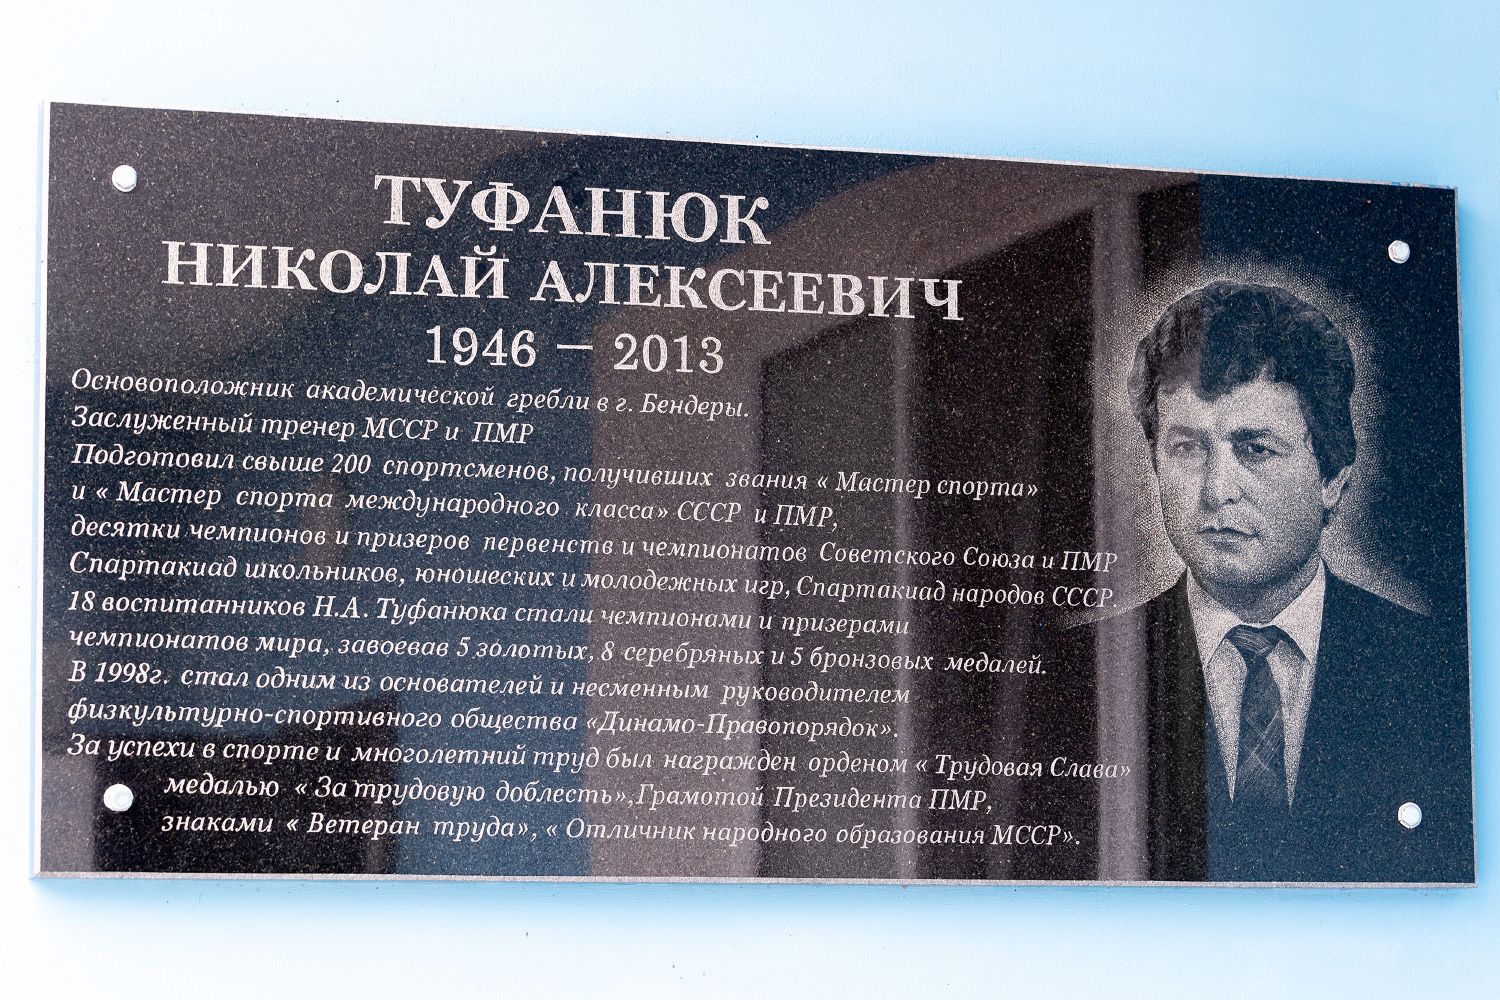 ТУФАНЮК
НИКОЛАЙ АЛЕКСЕЕВИЧ
1946 — 2013
Основоположник академической гребли в г. Бендеры.
Заслуженный тренер МССР и ПМР
Подготовил свыше 200 спортсменов, получивших звания « Мастер спорта»
и « Мастер спорта международного класса» СССР и ПМР,
десятки чемпионов и призеров первенств и чемпионатов Советского Союза и ПМР
Спартакиад школьников, юношеских и молодежных игр, Спартакиад народов СССР.
18 воспитанников Н.А. Туфанюка стали чемпионами и призерами
чемпионатов мира, завоевав 5 золотых, 8 серебряных и 5 бронзовых медалей.
В 1998г. стал одним из основателей и несменным руководителем
физкультурно-спортивного общества «Динамо-Правопорядок».
За успехи в спорте и многолетний труд был награжден орденом « Трудовая Слава»
медалью « За трудовую доблесть»,Грамотой Президента ПМР,
знаками « Ветеран труда», « Отличник народного образования МССР».